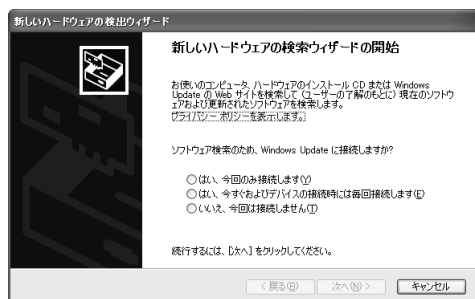 新しいハードウェアの検出ウィザード
新しいハードウェアの検索ウィザードの開始
お使いのコンピュータ、ハードウェアのインストール CD または Windows
Update の Web サイトを検索して (ユーザーの了解のもとに) 現在のソフトウ
ェアおよび更新されたソフトウェアを検索します。
プライバシー ポリシーを表示します。
ソフトウェア検索のため、Windows Update に接続しますか?
はい、今回のみ接続します(Y)
はい、今すぐおよびデバイスの接続時には毎回接続します(E)
いいえ、今回は接続しません(T)
続行するには、[次へ] をクリックしてください。
< 戻る(B) 次へ(N) > キャンセル